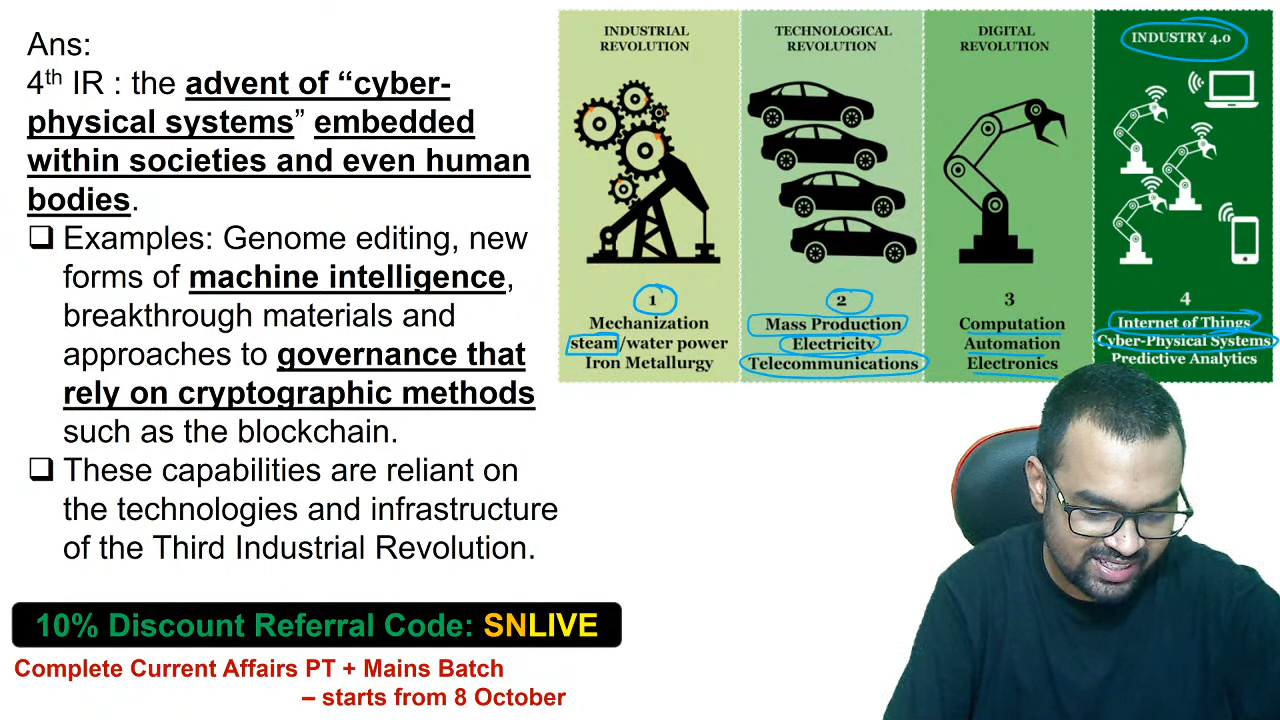 Ans:
4th IR : the advent of “cyber-
physical systems” embedded
within societies and even human
bodies.
❑ Examples: Genome editing, new
forms of machine intelligence,
breakthrough materials and
approaches to governance that
rely on cryptographic methods
such as the blockchain.
❑ These capabilities are reliant on
the technologies and infrastructure
of the Third Industrial Revolution.
INDUSTRIAL
REVOLUTION
1
Mechanization
steam/water power
Iron Metallurgy
TECHNOLOGICAL
REVOLUTION
2
Mass Production
Electricity
Telecommunications
DIGITAL
REVOLUTION
3
Computation
Automation
Electronics
INDUSTRY 4.0
4
Internet of Things
Cyber-Physical Systems
Predictive Analytics
10% Discount Referral Code: SNLIVE
Complete Current Affairs PT + Mains Batch
– starts from 8 October